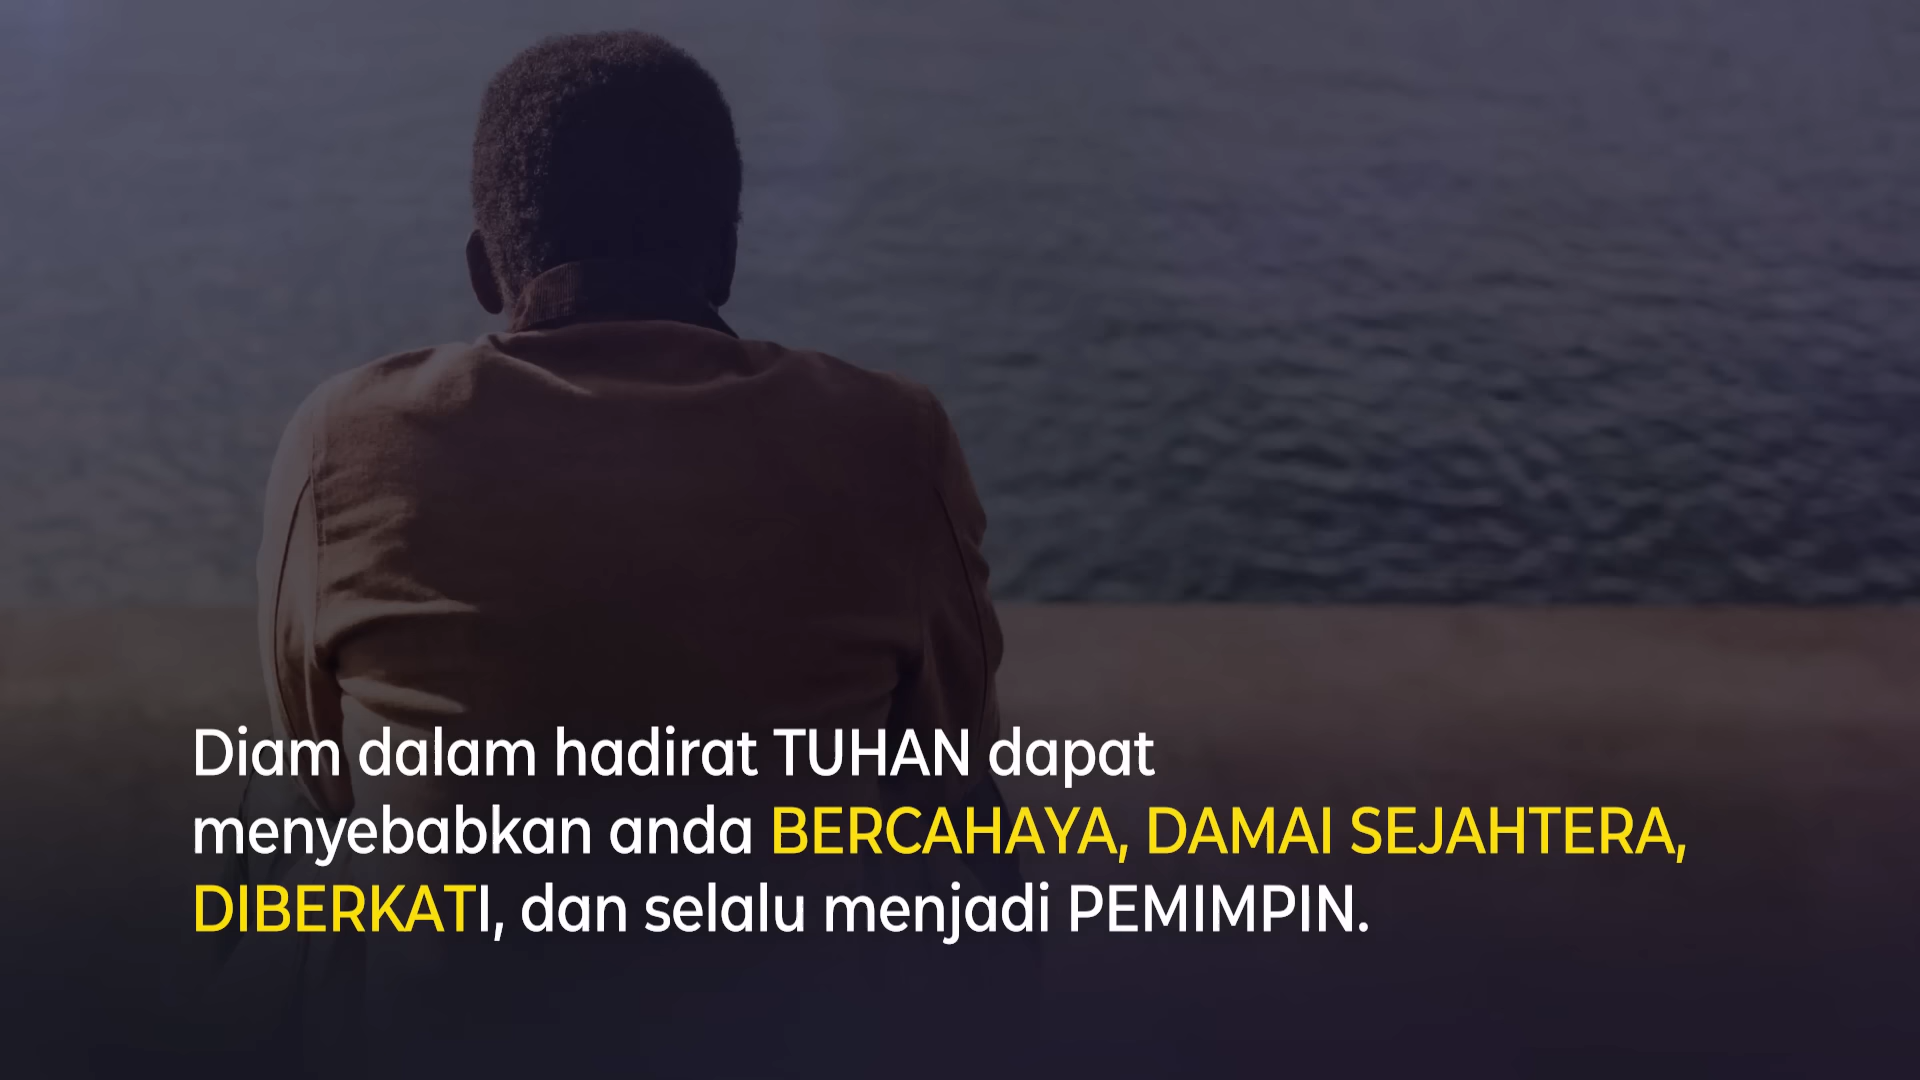 Diam dalam hadirat TUHAN dapat
menyebabkan anda BERCAHAYA, DAMAI SEJAHTERA,
DIBERKATI, dan selalu menjadi PEMIMPIN.